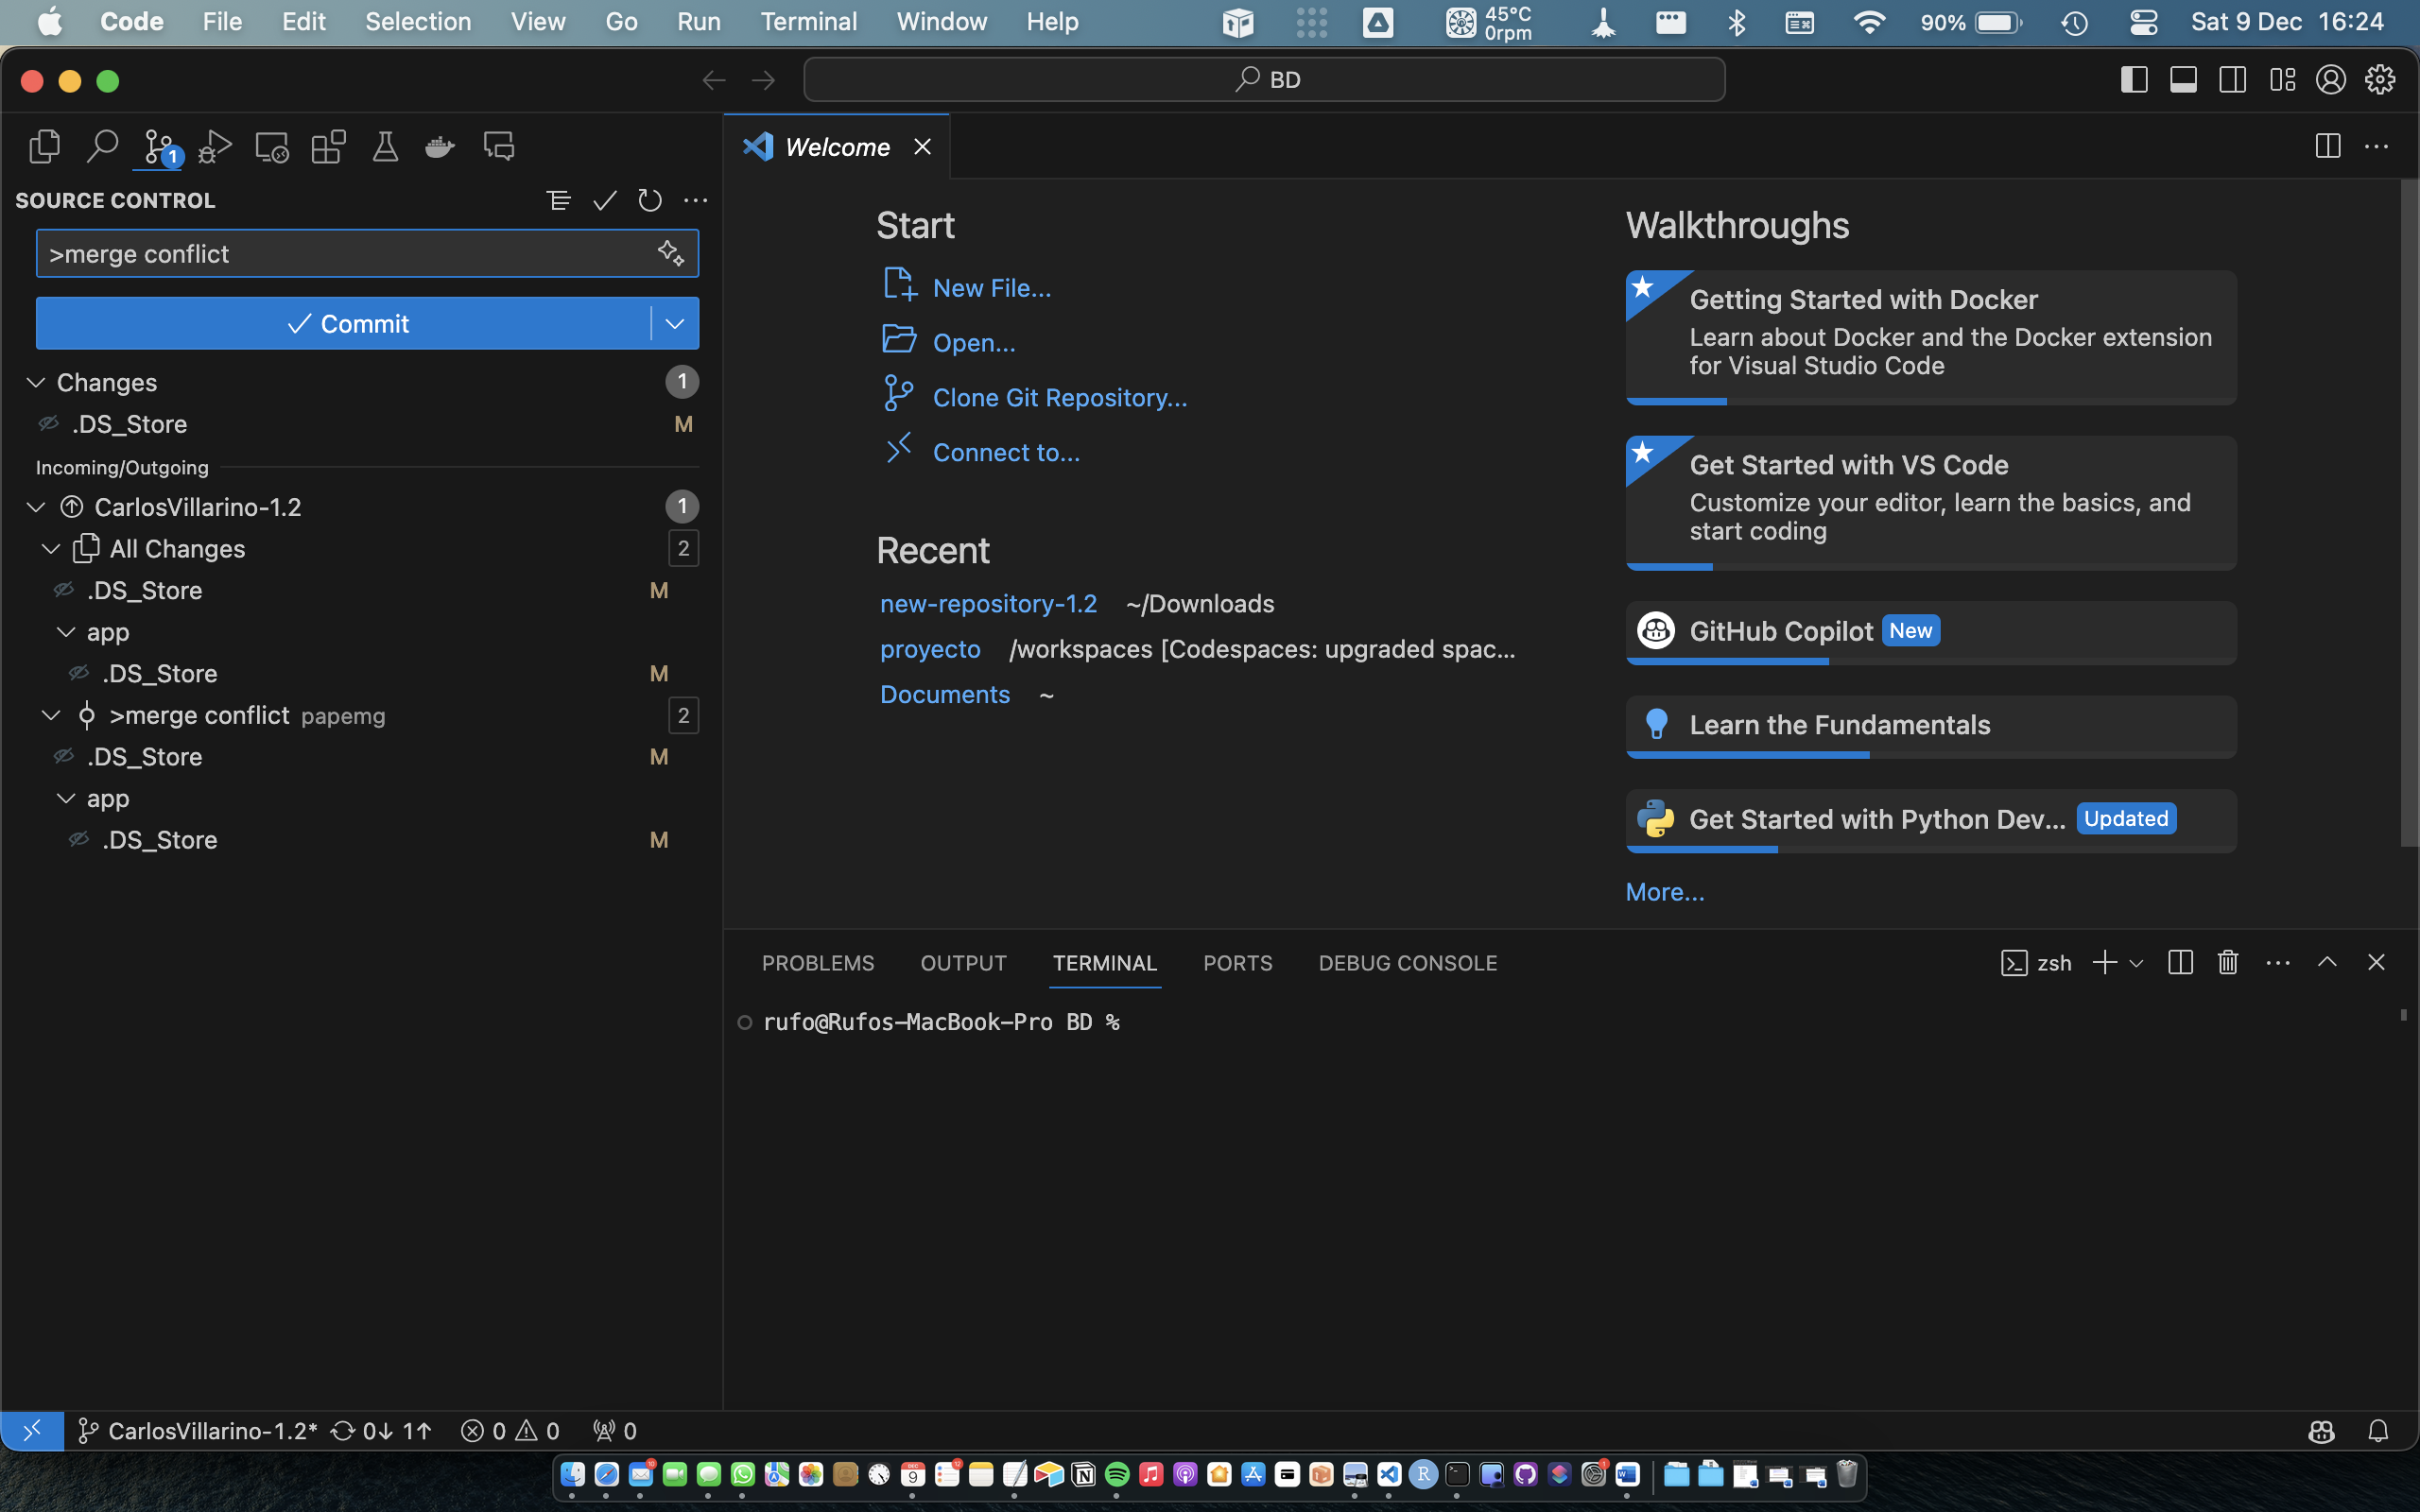 Code File Edit Selection View Go Run Terminal Window Help 45°C 0rpm 90% Sat 9 Dec 16:24
BD
1
Welcome
SOURCE CONTROL
>merge conflict
Commit
Changes 1
.DS_Store M
Incoming/Outgoing
CarlosVillarino-1.2 1
All Changes 2
.DS_Store M
app
.DS_Store M
>merge conflict papemg 2
.DS_Store M
app
.DS_Store M
Start
New File...
Open...
Clone Git Repository...
Connect to...
Recent
new-repository-1.2 ~/Downloads
proyecto /workspaces [Codespaces: upgraded spac...
Documents ~
Walkthroughs
Getting Started with Docker
Learn about Docker and the Docker extension
for Visual Studio Code
Get Started with VS Code
Customize your editor, learn the basics, and
start coding
GitHub Copilot New
Learn the Fundamentals
Get Started with Python Dev... Updated
More...
PROBLEMS OUTPUT TERMINAL PORTS DEBUG CONSOLE zsh
rufo@Rufos-MacBook-Pro BD %
CarlosVillarino-1.2* 0↓ 1↑ 0 0 0